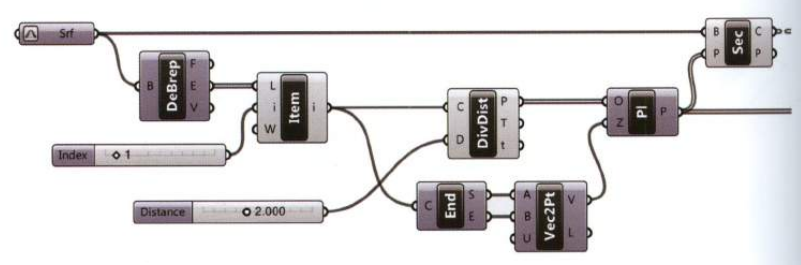 Srf
B DeBrep F E V
L i W Item i
Index 1
Distance 2.000
C D DivDist P T t
C End S E
A B U Vec2Pt V L
O Z Pl P
B P Sec C P